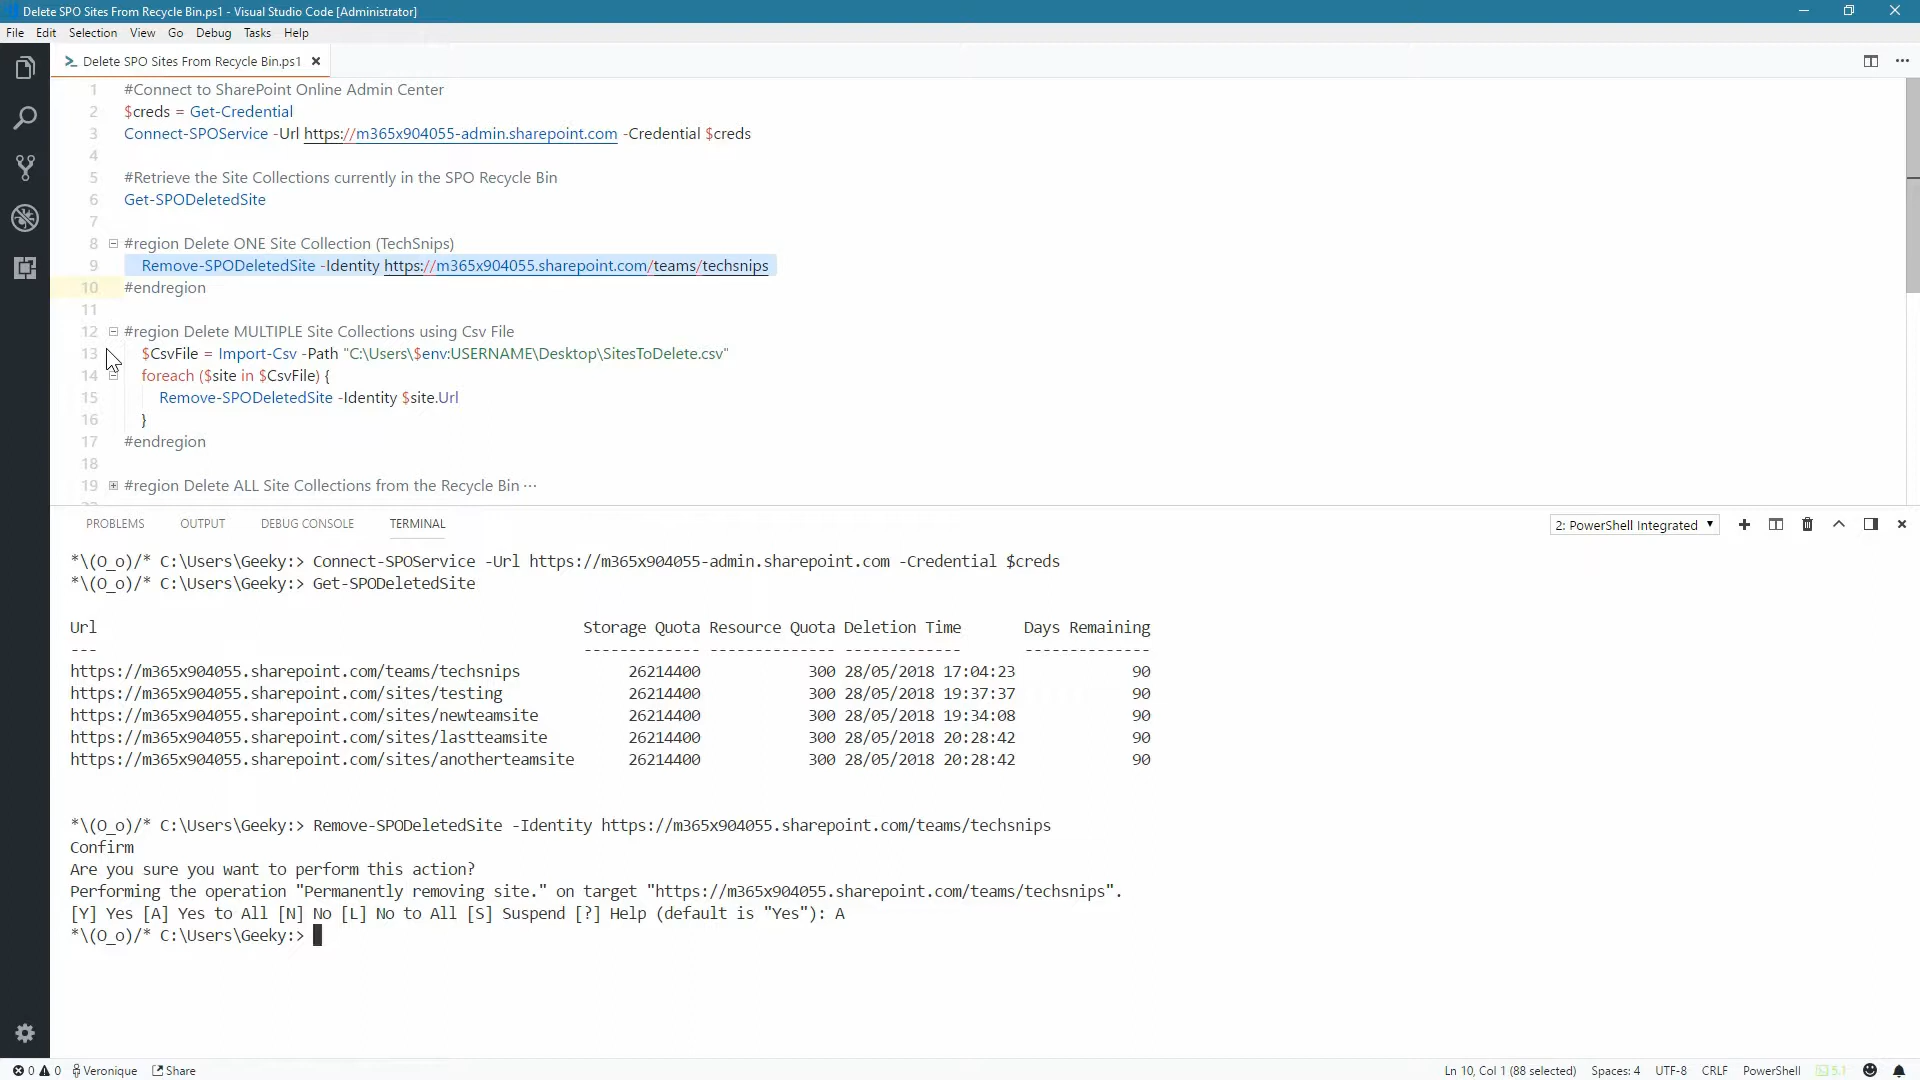 Delete SPO Sites From Recycle Bin.ps1 - Visual Studio Code [Administrator]
File Edit Selection View Go Debug Tasks Help
Delete SPO Sites From Recycle Bin.ps1
1 #Connect to SharePoint Online Admin Center
2 $creds = Get-Credential
3 Connect-SPOService -Url https://m365x904055-admin.sharepoint.com -Credential $creds
4
5 #Retrieve the Site Collections currently in the SPO Recycle Bin
6 Get-SPODeletedSite
7
8 #region Delete ONE Site Collection (TechSnips)
9 Remove-SPODeletedSite -Identity https://m365x904055.sharepoint.com/teams/techsnips
10 #endregion
11
12 #region Delete MULTIPLE Site Collections using Csv File
13 $CsvFile = Import-Csv -Path "C:\Users\$env:USERNAME\Desktop\SitesToDelete.csv"
14 foreach ($site in $CsvFile) {
15 Remove-SPODeletedSite -Identity $site.Url
16 }
17 #endregion
18
19 #region Delete ALL Site Collections from the Recycle Bin ···
PROBLEMS OUTPUT DEBUG CONSOLE TERMINAL 2: PowerShell Integrated
*\(O_o)/* C:\Users\Geeky:> Connect-SPOService -Url https://m365x904055-admin.sharepoint.com -Credential $creds
*\(O_o)/* C:\Users\Geeky:> Get-SPODeletedSite
Url Storage Quota Resource Quota Deletion Time Days Remaining
--- ------------- -------------- ------------- --------------
https://m365x904055.sharepoint.com/teams/techsnips 26214400 300 28/05/2018 17:04:23 90
https://m365x904055.sharepoint.com/sites/testing 26214400 300 28/05/2018 19:37:37 90
https://m365x904055.sharepoint.com/sites/newteamsite 26214400 300 28/05/2018 19:34:08 90
https://m365x904055.sharepoint.com/sites/lastteamsite 26214400 300 28/05/2018 20:28:42 90
https://m365x904055.sharepoint.com/sites/anotherteamsite 26214400 300 28/05/2018 20:28:42 90
*\(O_o)/* C:\Users\Geeky:> Remove-SPODeletedSite -Identity https://m365x904055.sharepoint.com/teams/techsnips
Confirm
Are you sure you want to perform this action?
Performing the operation "Permanently removing site." on target "https://m365x904055.sharepoint.com/teams/techsnips".
[Y] Yes [A] Yes to All [N] No [L] No to All [S] Suspend [?] Help (default is "Yes"): A
*\(O_o)/* C:\Users\Geeky:>
0 0 Veronique Share Ln 10, Col 1 (88 selected) Spaces: 4 UTF-8 CRLF PowerShell 5.1